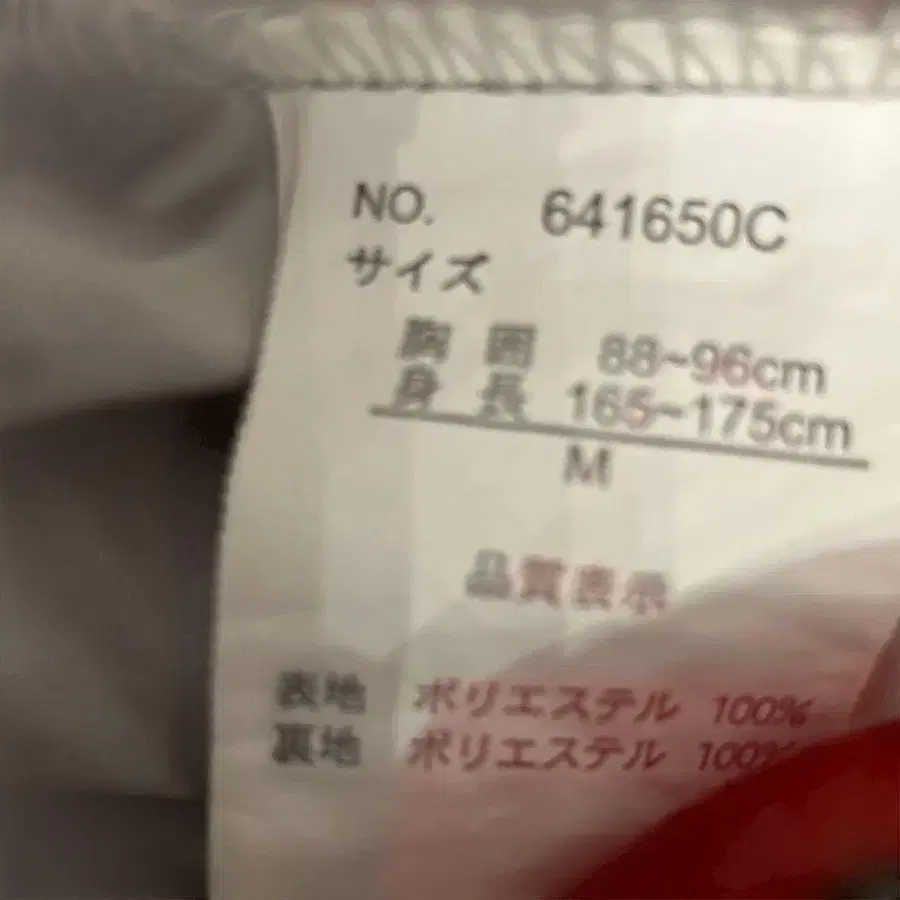 NO. 641650C
サイズ
胸囲 88~96cm
身長 165~175cm
M
品質表示
表地 ポリエステル 100%
裏地 ポリエステル 100%